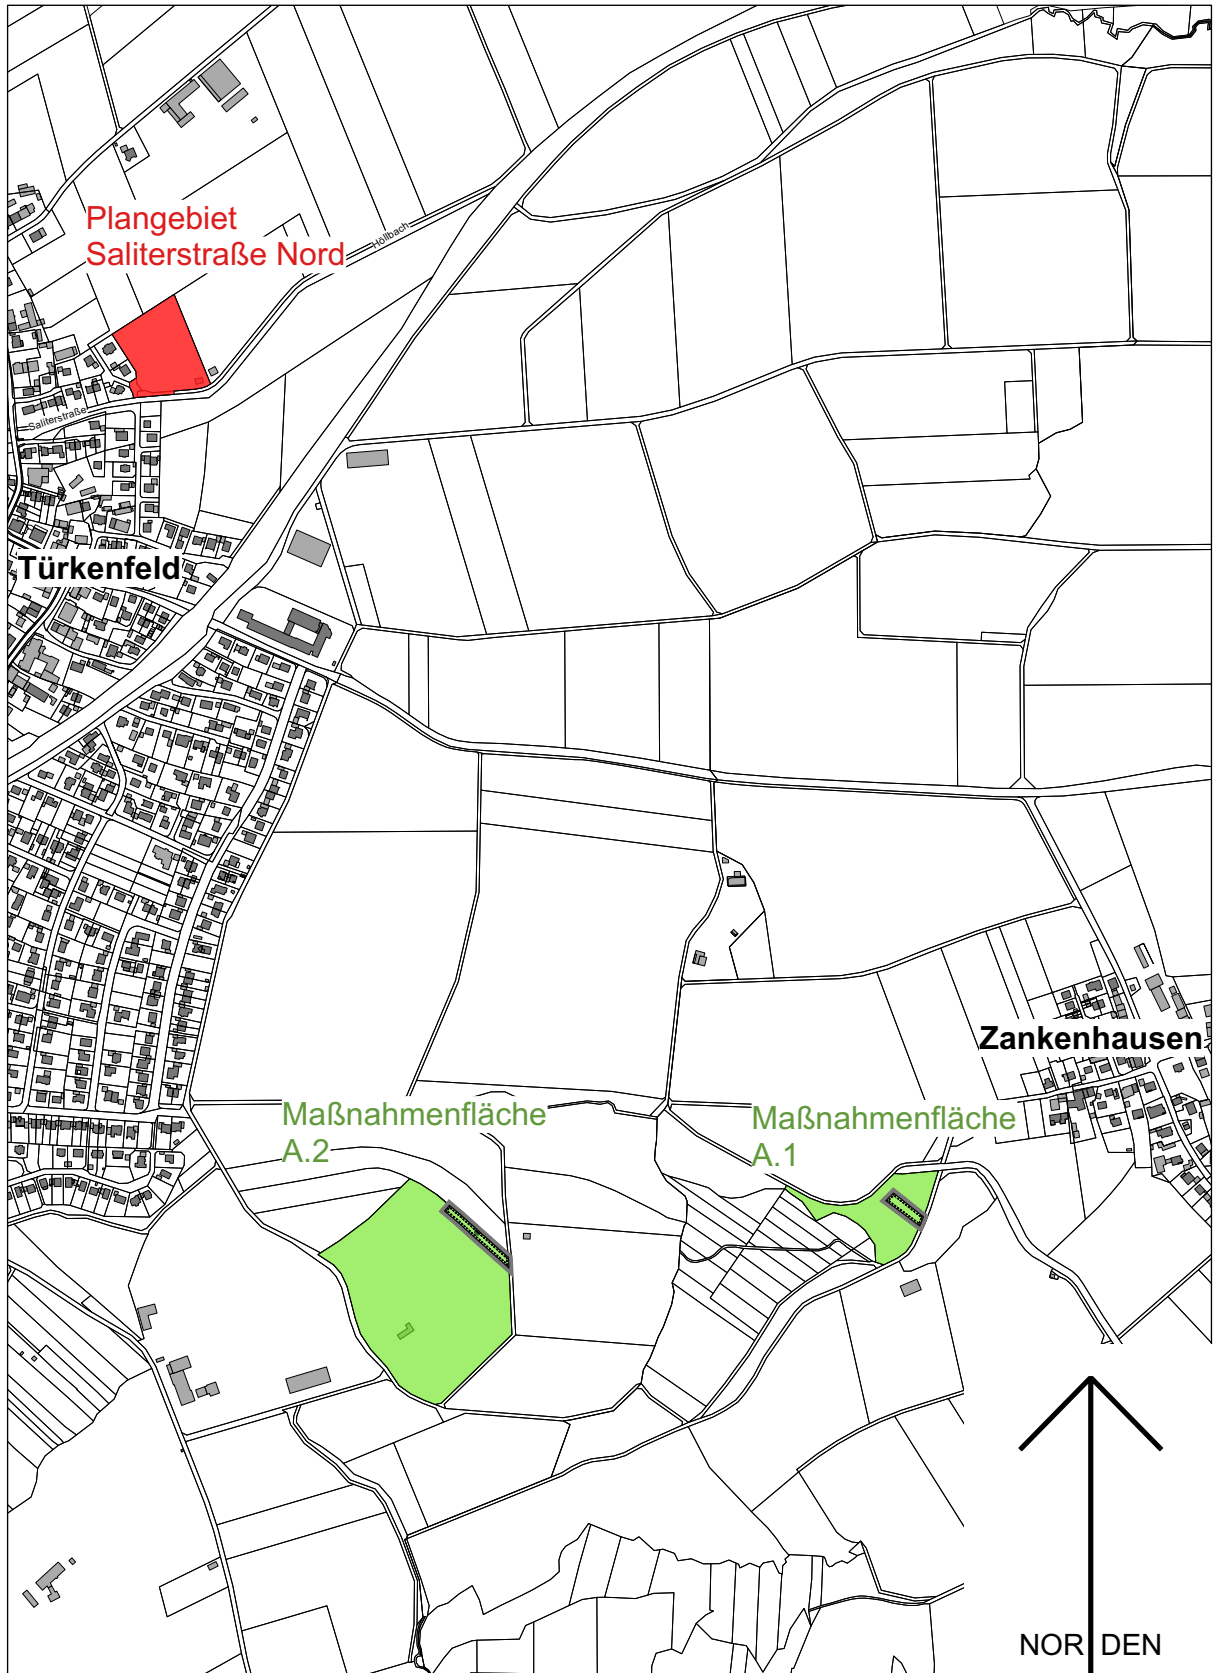 Plangebiet
Saliterstraße Nord
Höllbach
Saliterstraße
Türkenfeld
Zankenhausen
Maßnahmenfläche
A.2
Maßnahmenfläche
A.1
NORDEN